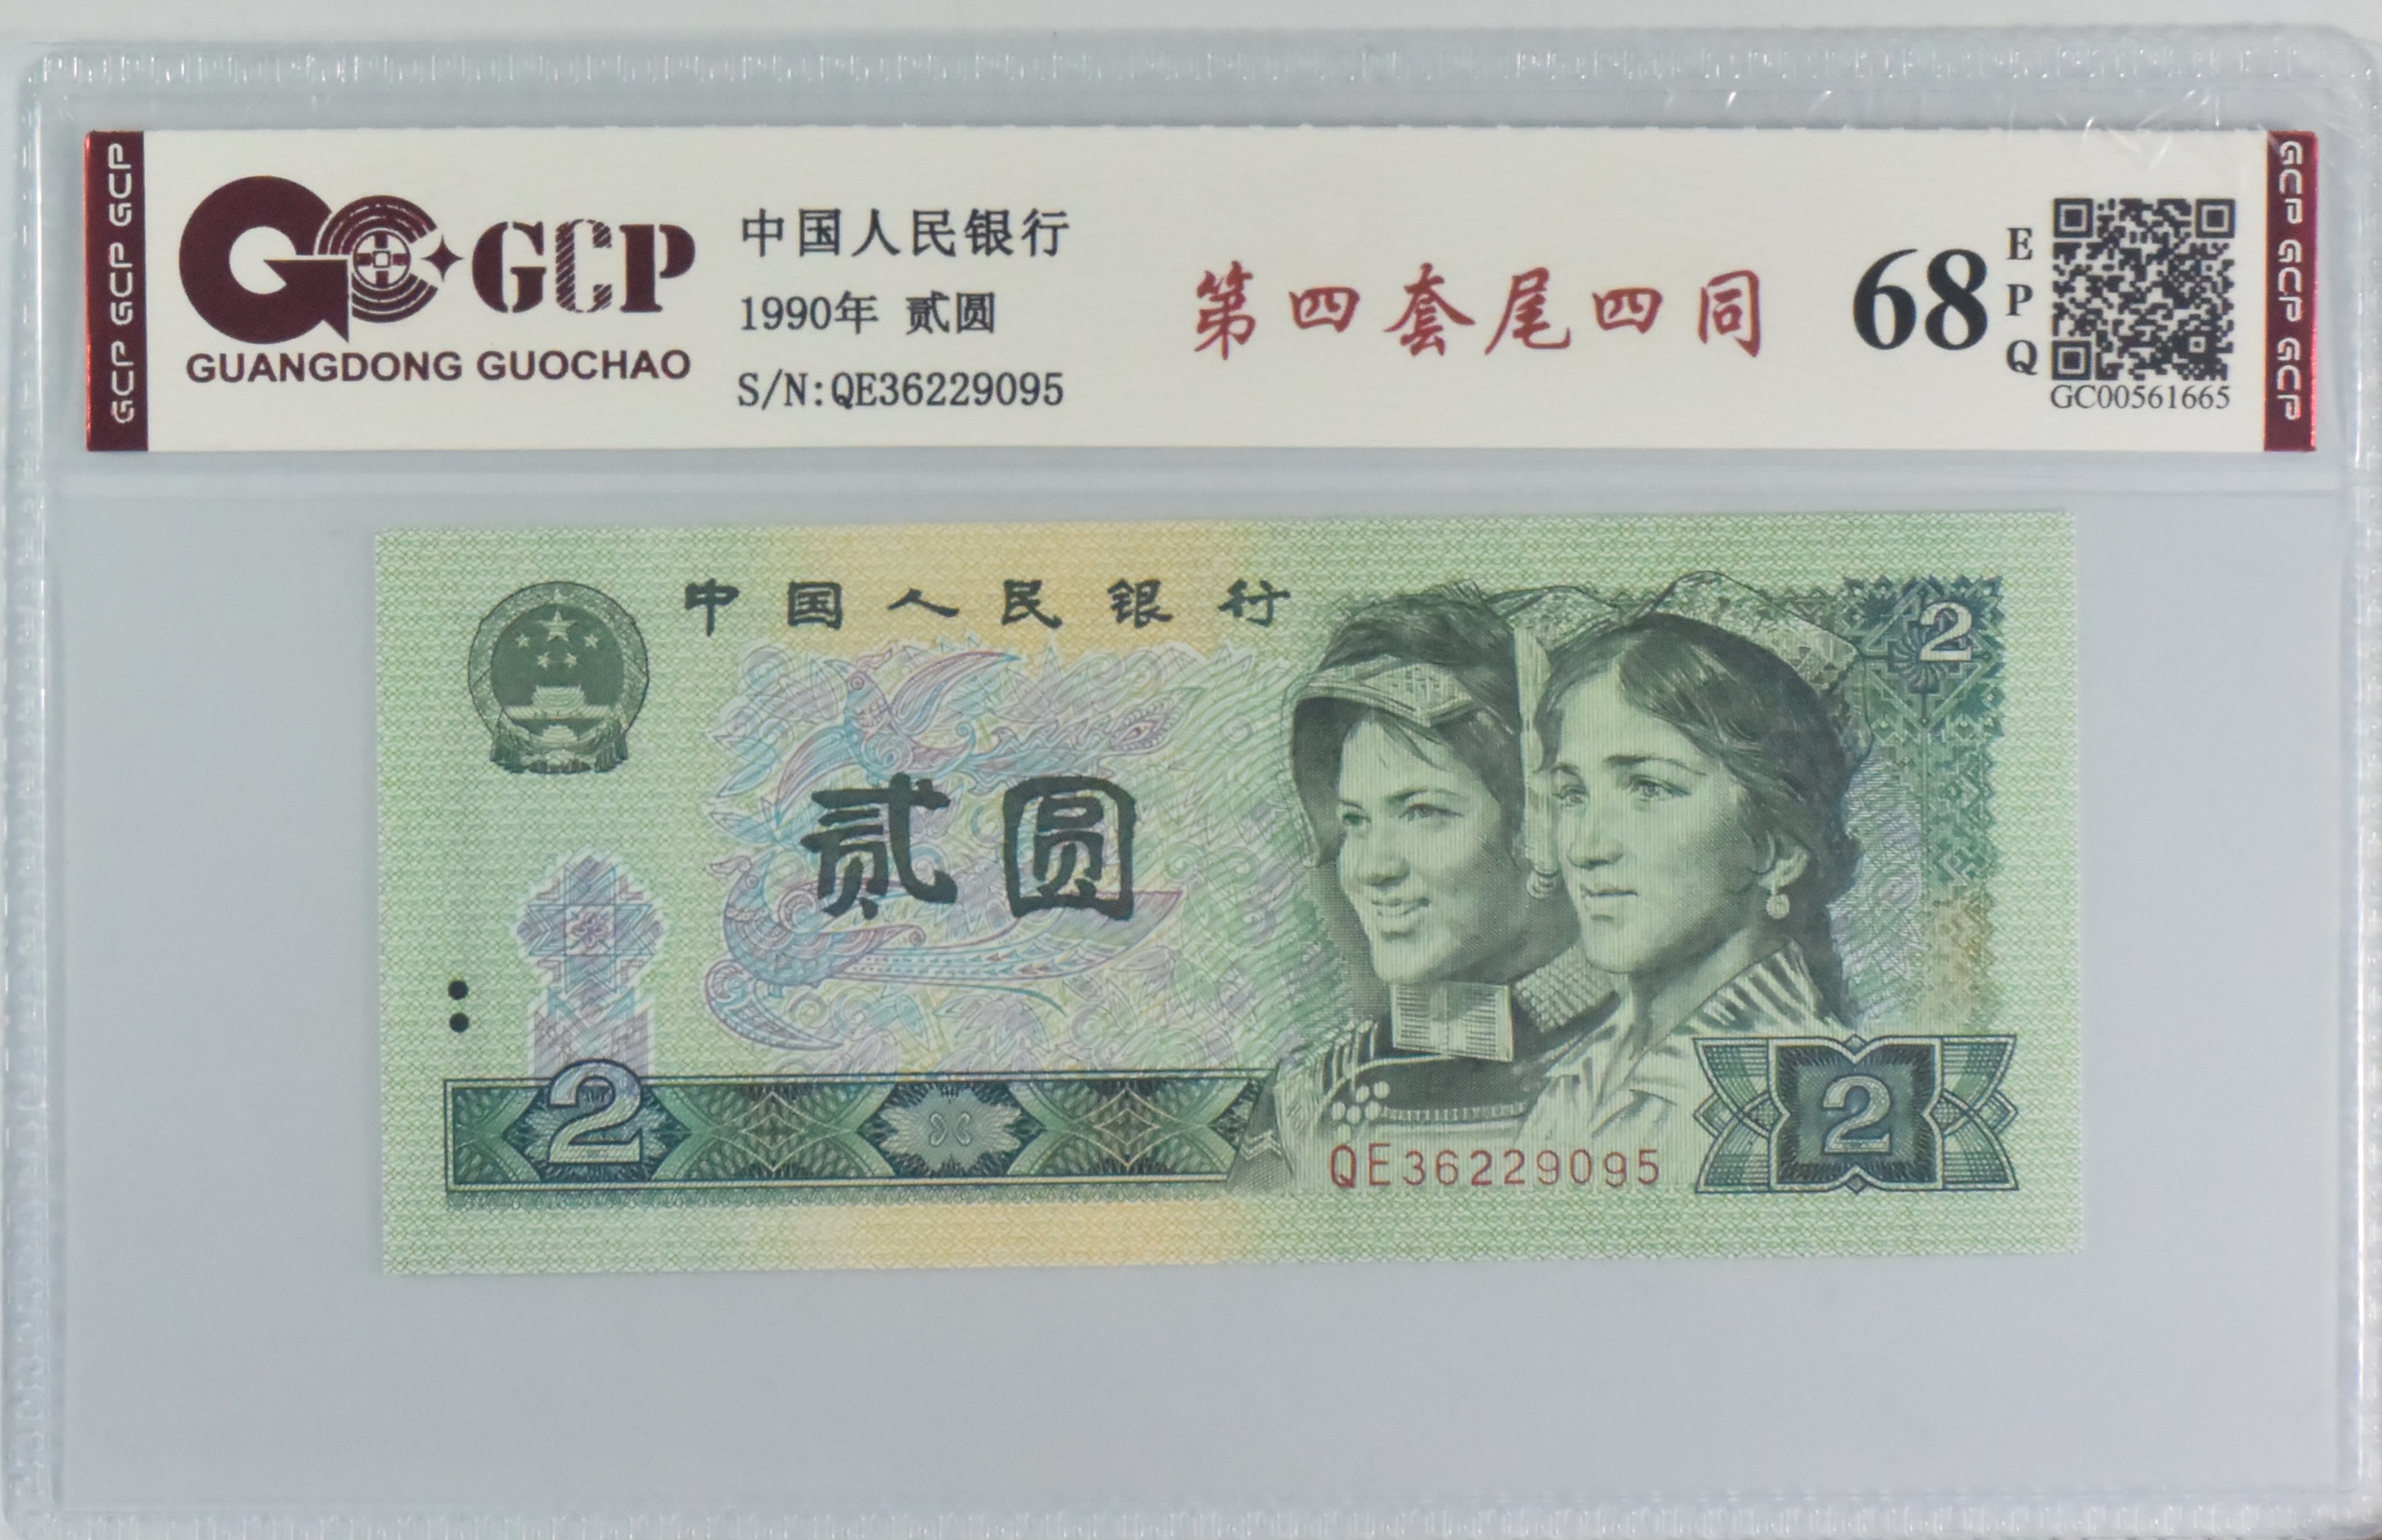 GCP GCP GCP
GCP
GUANGDONG GUOCHAO
中国人民银行
1990年 贰圆
S/N:QE36229095
第四套尾四同
68
EPQ
GC00561665
GCP GCP GCP
中国人民银行
2
贰圆
2
QE36229095
2